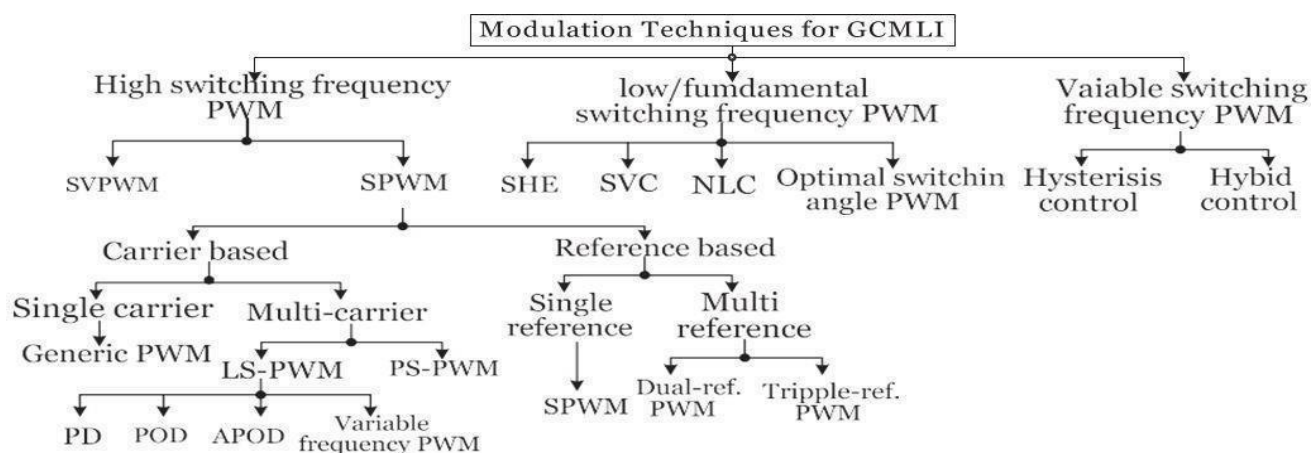 Modulation Techniques for GCMLI
High switching frequency
PWM
low/fumdamental
switching frequency PWM
Vaiable switching
frequency PWM
SVPWM
SPWM
SHE
SVC
NLC
Optimal switchin
angle PWM
Hysterisis
control
Hybid
control
Carrier based
Reference based
Single carrier
Multi-carrier
Single
reference
Multi
reference
Generic PWM
LS-PWM
PS-PWM
SPWM
Dual-ref.
PWM
Tripple-ref.
PWM
PD
POD
APOD
Variable
frequency PWM